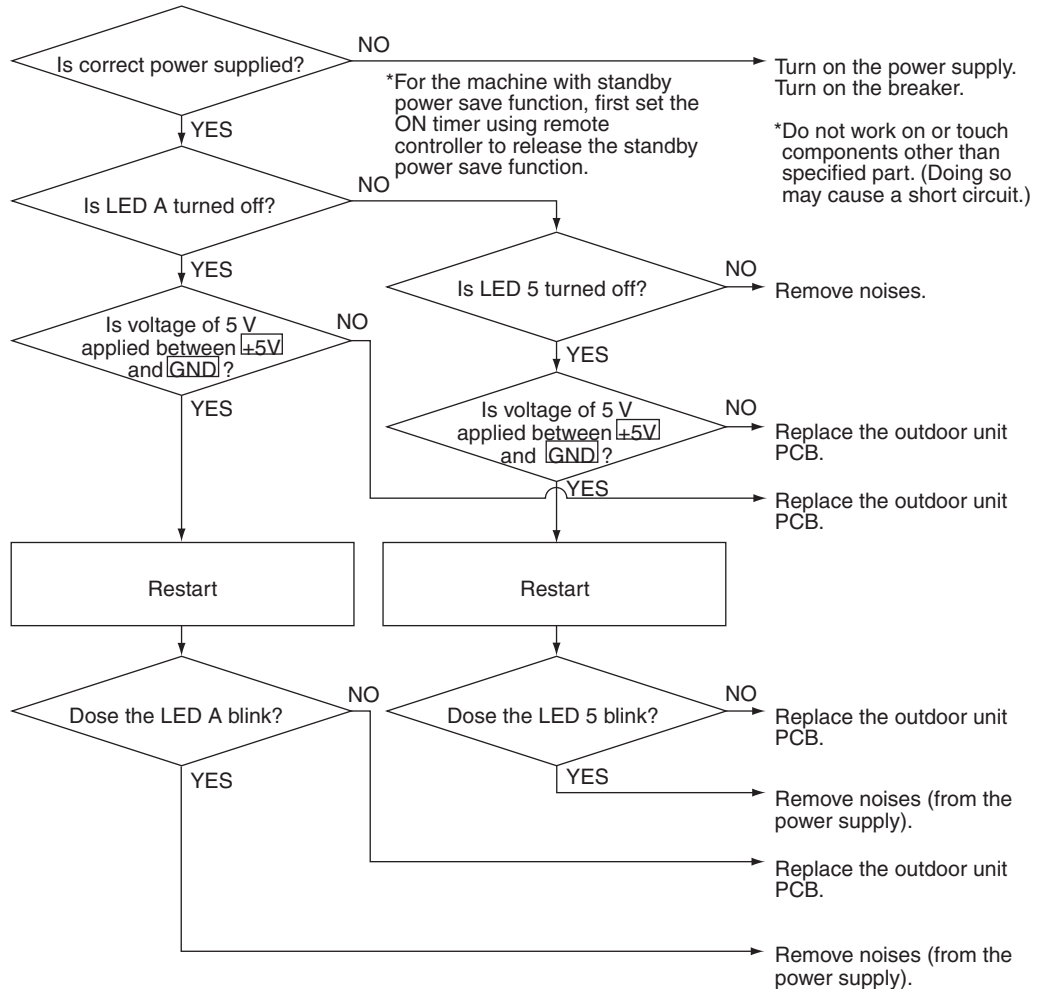 Is correct power supplied?
NO
YES
*For the machine with standby
power save function, first set the
ON timer using remote
controller to release the standby
power save function.
Turn on the power supply.
Turn on the breaker.
*Do not work on or touch
components other than
specified part. (Doing so
may cause a short circuit.)
Is LED A turned off?
NO
YES
Is LED 5 turned off?
NO
Remove noises.
YES
Is voltage of 5 V
applied between +5V
and GND ?
NO
YES
Is voltage of 5 V
applied between +5V
and GND ?
NO
Replace the outdoor unit
PCB.
YES
Replace the outdoor unit
PCB.
Restart
Restart
Dose the LED A blink?
NO
YES
Dose the LED 5 blink?
NO
Replace the outdoor unit
PCB.
YES
Remove noises (from the
power supply).
Replace the outdoor unit
PCB.
Remove noises (from the
power supply).